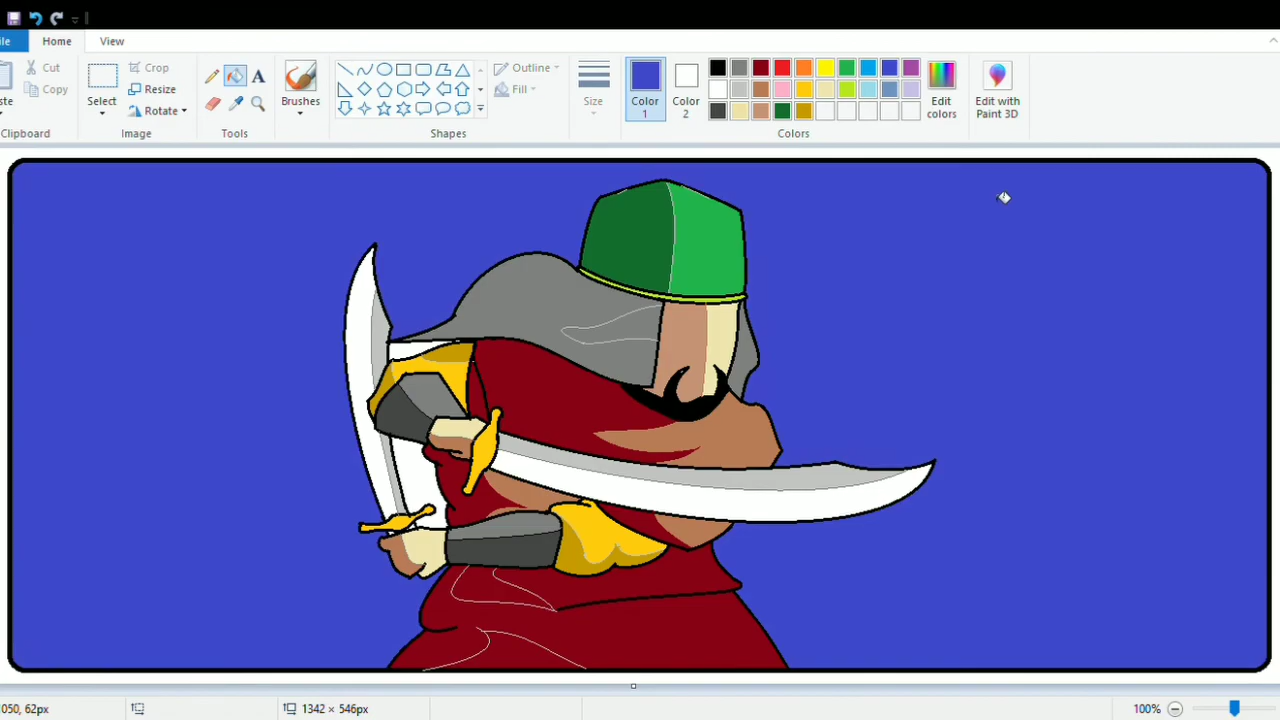 ile
Home
View
ste
Cut
Copy
Clipboard
Select
Crop
Resize
Rotate
Image
A
Tools
Brushes
Outline
Fill
Shapes
Size
Color
1
Color
2
Colors
Edit
colors
Edit with
Paint 3D
050, 62px
1342 × 546px
100%